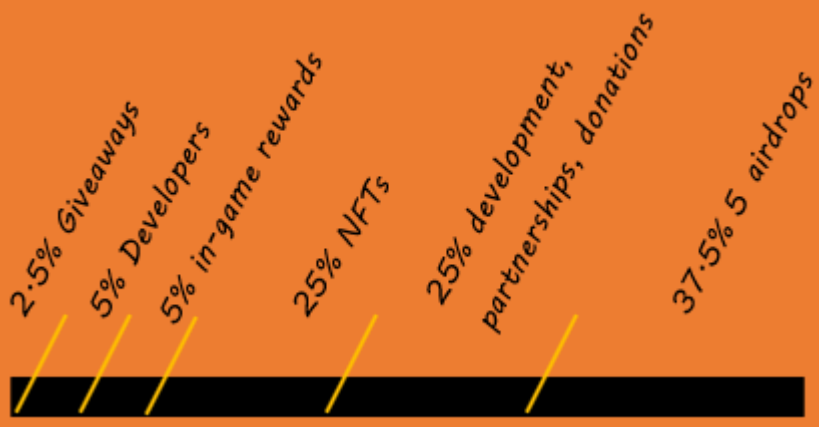 2.5% Giveaways
5% Developers
5% in-game rewards
25% NFTs
25% development,
partnerships, donations
37.5% 5 airdrops